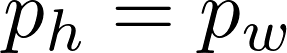 p_h = p_w